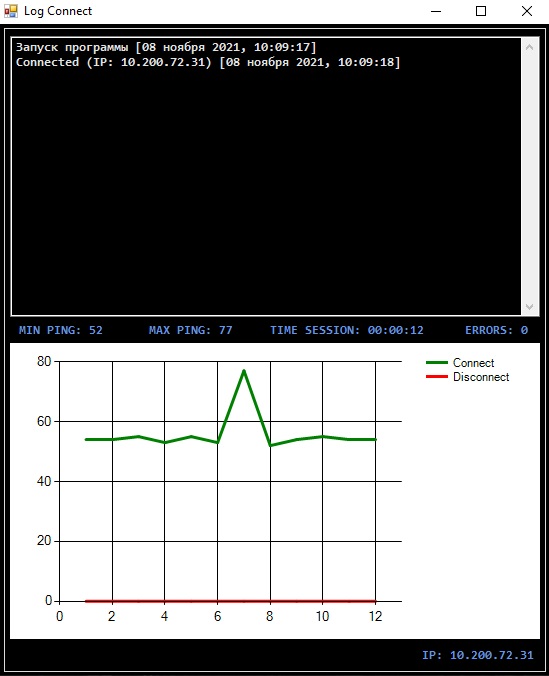 Log Connect
Запуск программы [08 ноября 2021, 10:09:17]
Connected (IP: 10.200.72.31) [08 ноября 2021, 10:09:18]
MIN PING: 52 MAX PING: 77 TIME SESSION: 00:00:12 ERRORS: 0
80
60
40
20
0
0 2 4 6 8 10 12
Connect
Disconnect
IP: 10.200.72.31